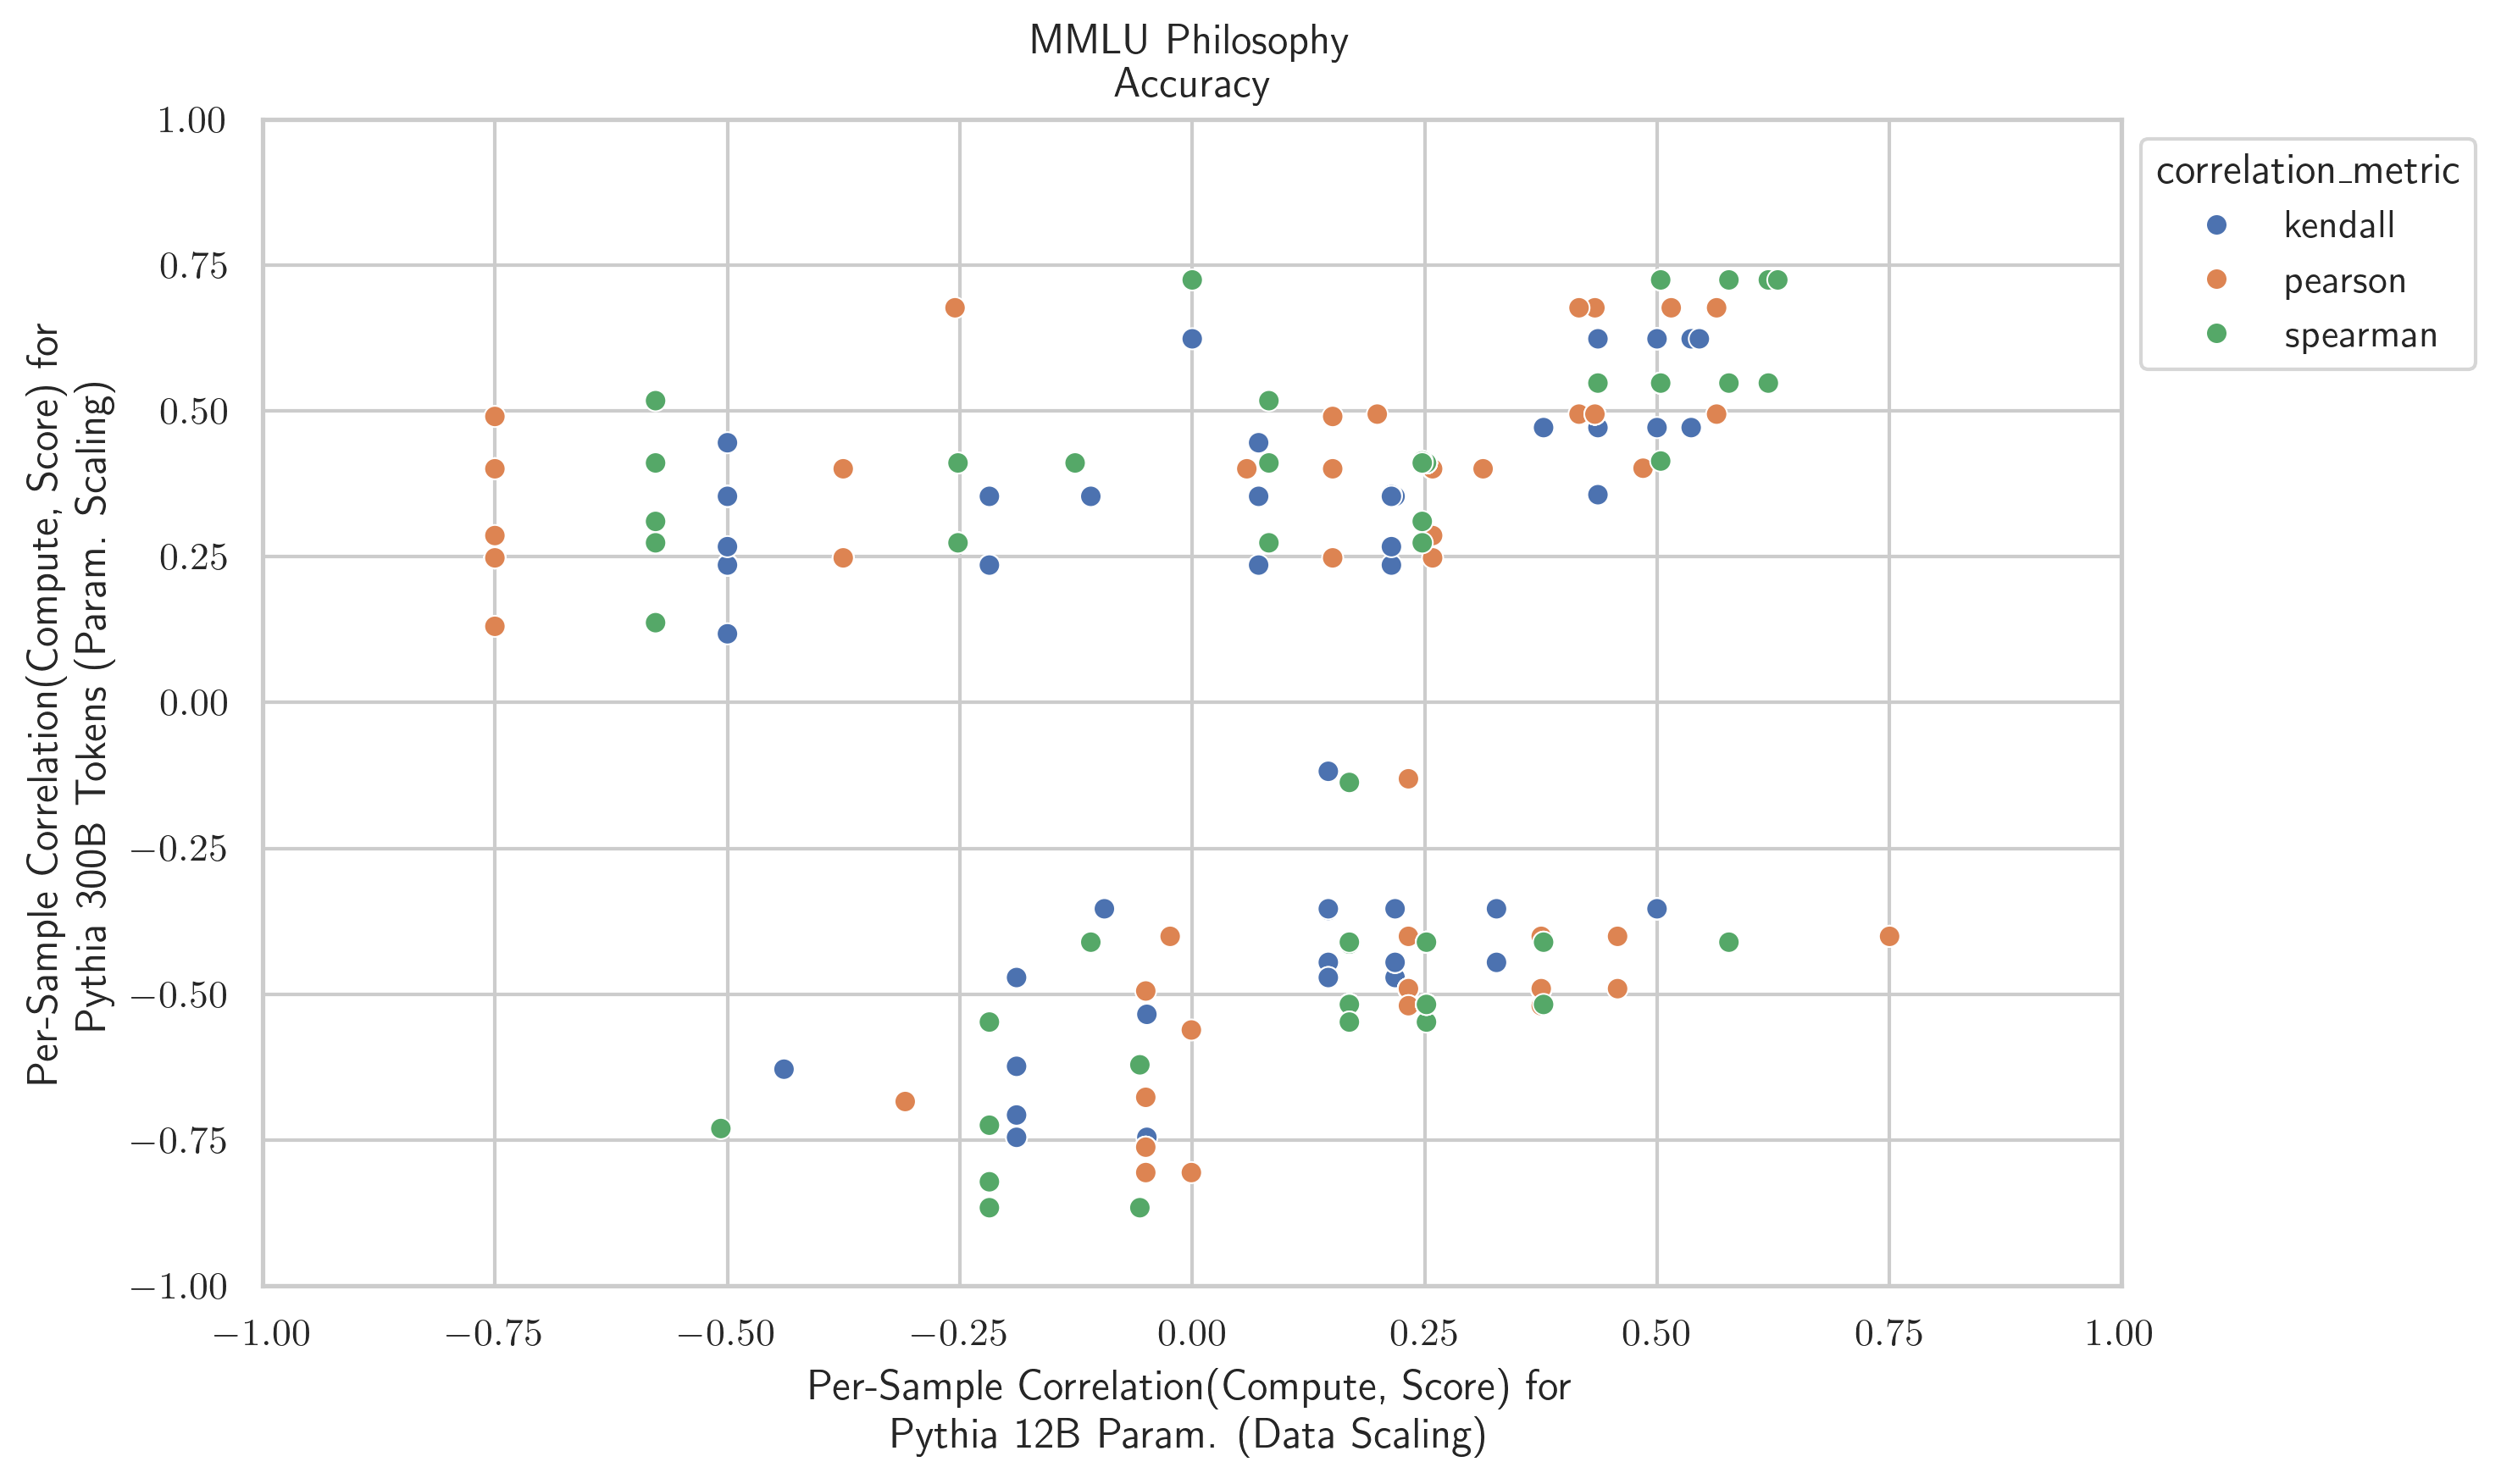 MMLU Philosophy
Accuracy
Per-Sample Correlation(Compute, Score) for
Pythia 300B Tokens (Param. Scaling)
1.00
0.75
0.50
0.25
0.00
−0.25
−0.50
−0.75
−1.00
−1.00 −0.75 −0.50 −0.25 0.00 0.25 0.50 0.75 1.00
Per-Sample Correlation(Compute, Score) for
Pythia 12B Param. (Data Scaling)
correlation_metric
kendall
pearson
spearman